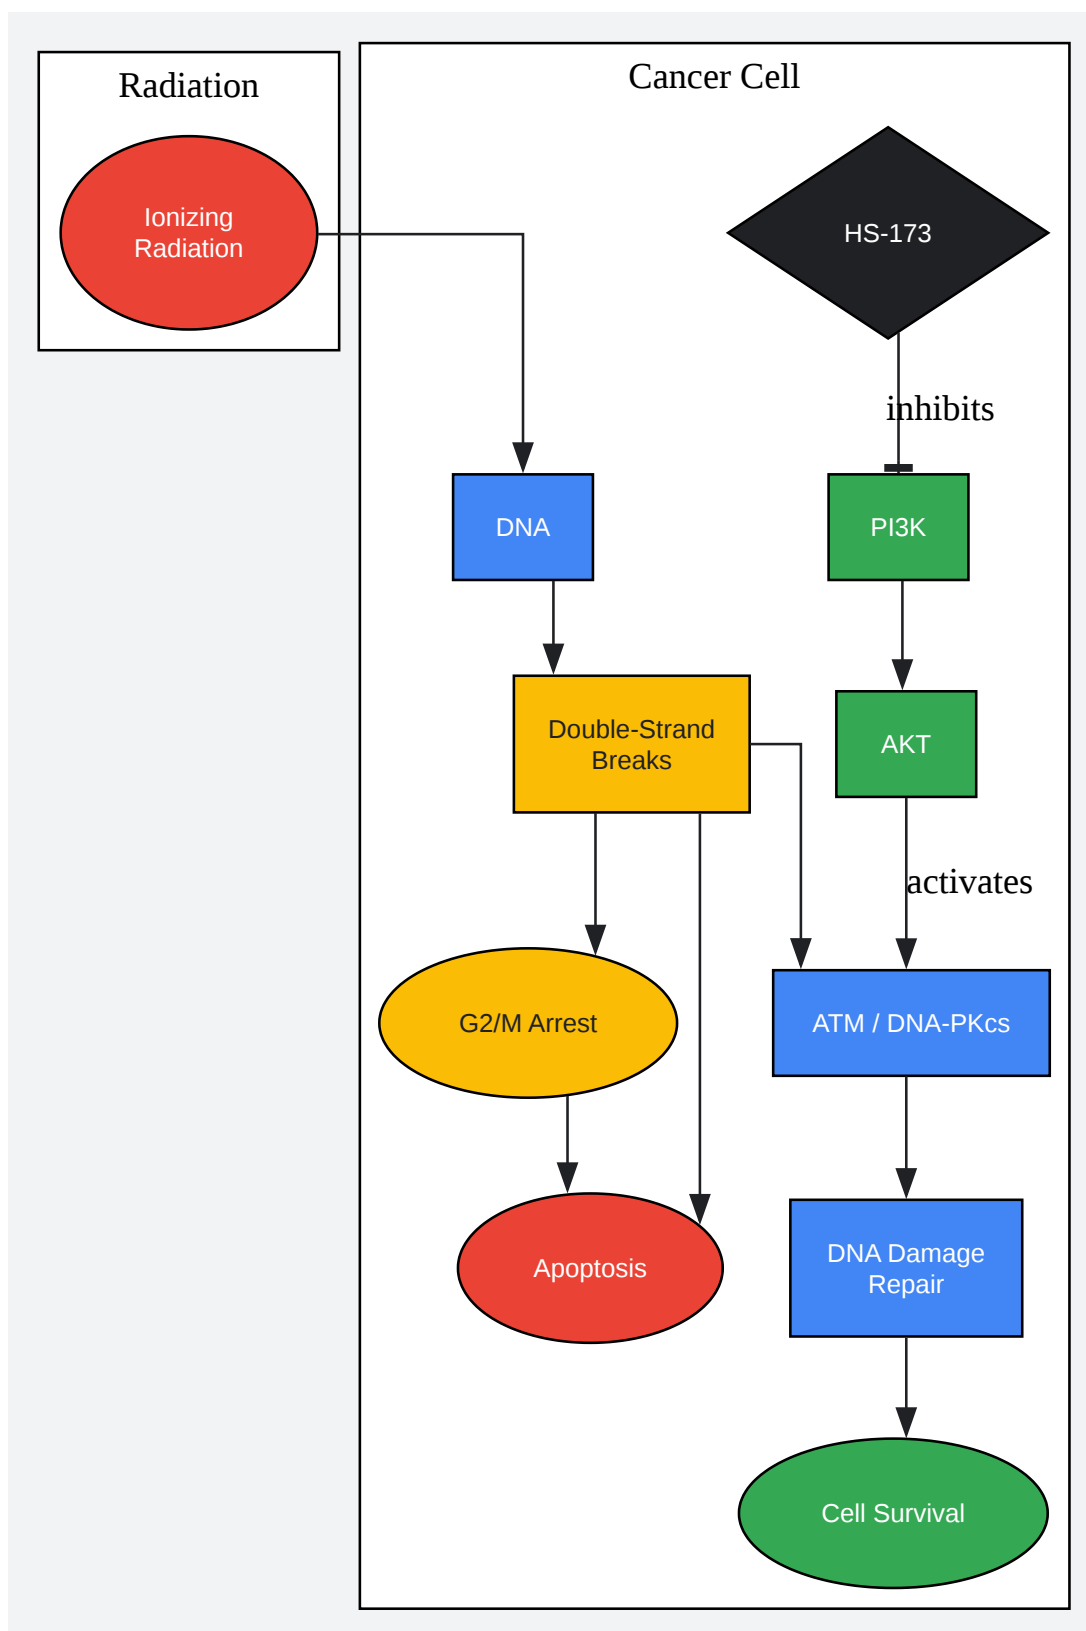 Radiation
Cancer Cell
Ionizing
Radiation
HS-173
inhibits
DNA
PI3K
Double-Strand
Breaks
AKT
activates
G2/M Arrest
ATM / DNA-PKcs
Apoptosis
DNA Damage
Repair
Cell Survival